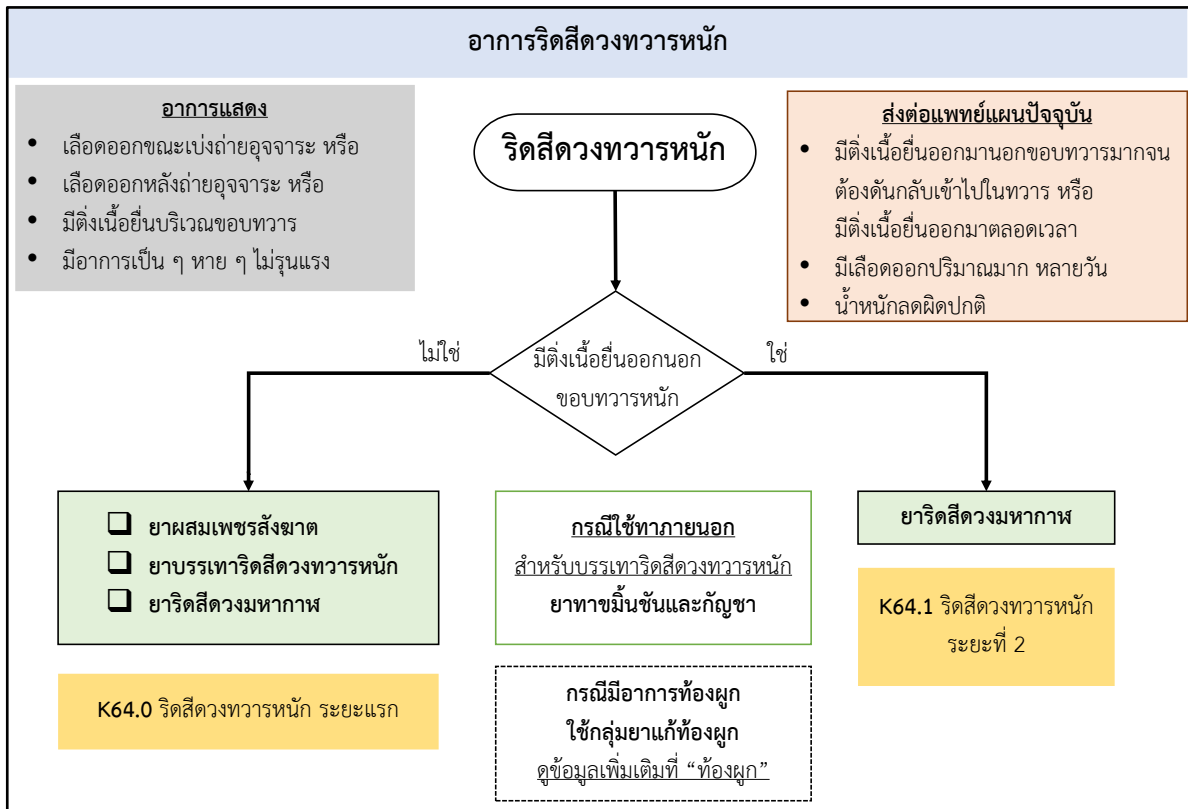 อาการริดสีดวงทวารหนัก
อาการแสดง
• เลือดออกขณะเบ่งถ่ายอุจจาระ หรือ
• เลือดออกหลังถ่ายอุจจาระ หรือ
• มีติ่งเนื้อยื่นบริเวณขอบทวาร
• มีอาการเป็น ๆ หาย ๆ ไม่รุนแรง
ริดสีดวงทวารหนัก
ส่งต่อแพทย์แผนปัจจุบัน
• มีติ่งเนื้อยื่นออกมานอกขอบทวารมากจน
ต้องดันกลับเข้าไปในทวาร หรือ
มีติ่งเนื้อยื่นออกมาตลอดเวลา
• มีเลือดออกปริมาณมาก หลายวัน
• น้ำหนักลดผิดปกติ
ไม่ใช่
มีติ่งเนื้อยื่นออกนอก
ขอบทวารหนัก
ใช่
❑ ยาผสมเพชรสังฆาต
❑ ยาบรรเทาริดสีดวงทวารหนัก
❑ ยาริดสีดวงมหากาฬ
K64.0 ริดสีดวงทวารหนัก ระยะแรก
กรณีใช้ทาภายนอก
สำหรับบรรเทาริดสีดวงทวารหนัก
ยาทาขมิ้นชันและกัญชา
กรณีมีอาการท้องผูก
ใช้กลุ่มยาแก้ท้องผูก
ดูข้อมูลเพิ่มเติมที่ “ท้องผูก”
ยาริดสีดวงมหากาฬ
K64.1 ริดสีดวงทวารหนัก
ระยะที่ 2